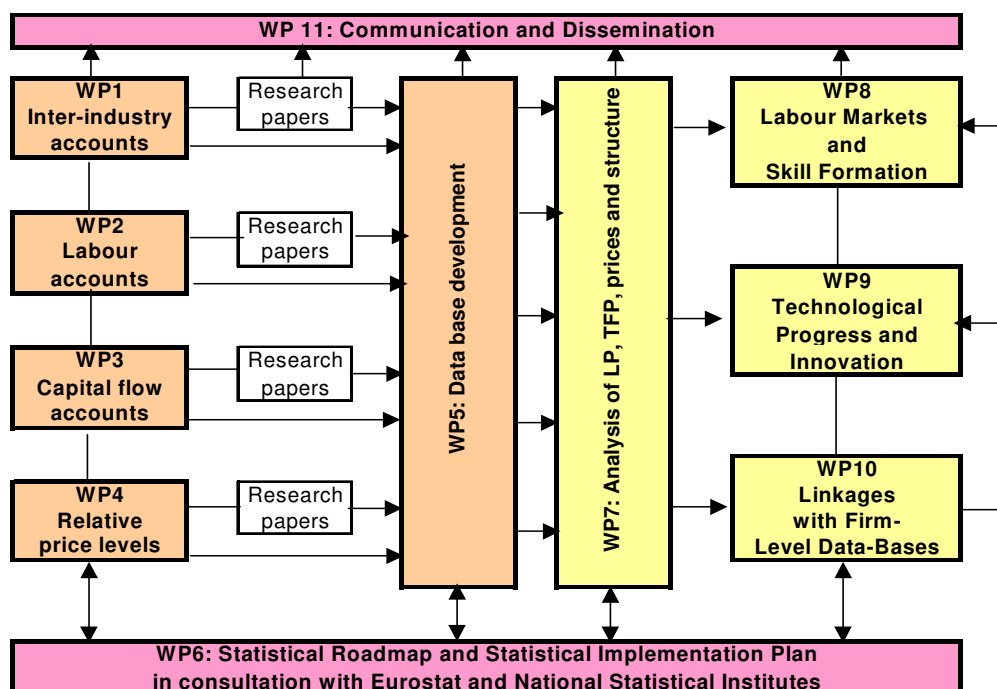 WP 11: Communication and Dissemination
WP1
Inter-industry
accounts
Research
papers
WP2
Labour
accounts
Research
papers
WP3
Capital flow
accounts
Research
papers
WP4
Relative
price levels
Research
papers
WP5: Data base development
WP7: Analysis of LP, TFP, prices and structure
WP8
Labour Markets
and
Skill Formation
WP9
Technological
Progress and
Innovation
WP10
Linkages
with Firm-
Level Data-Bases
WP6: Statistical Roadmap and Statistical Implementation Plan
in consultation with Eurostat and National Statistical Institutes